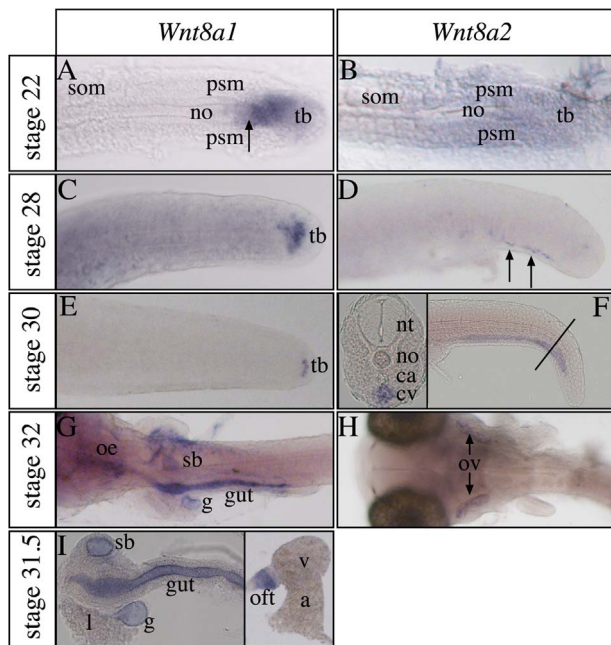 Wnt8a1 Wnt8a2
stage 22
A
som
psm
no
psm
tb
B
som
psm
no
psm
tb
stage 28
C
tb
D
stage 30
E
tb
F
nt
no
ca
cv
stage 32
G
oe
sb
g
gut
H
ov
stage 31.5
I
sb
gut
l
g
oft
v
a